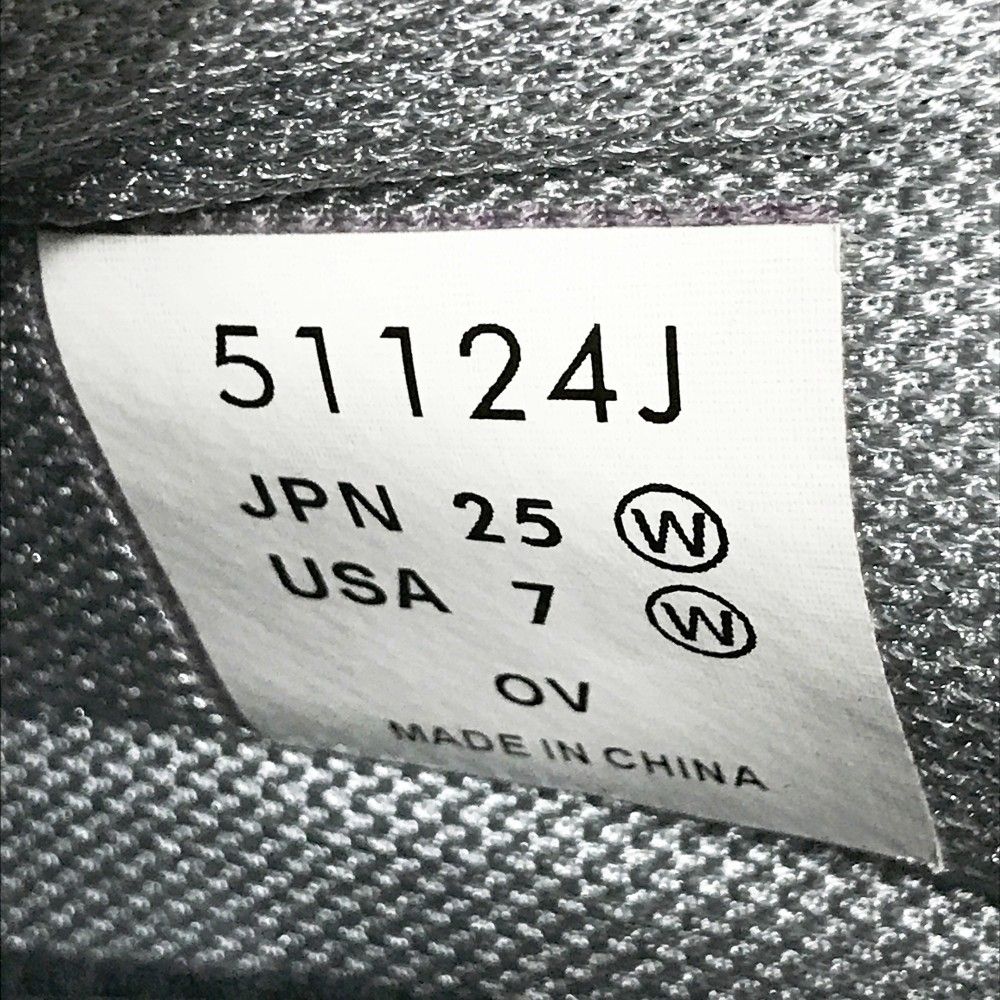 51124J
JPN 25 Ⓦ
USA 7 Ⓦ
OV
MADE IN CHINA